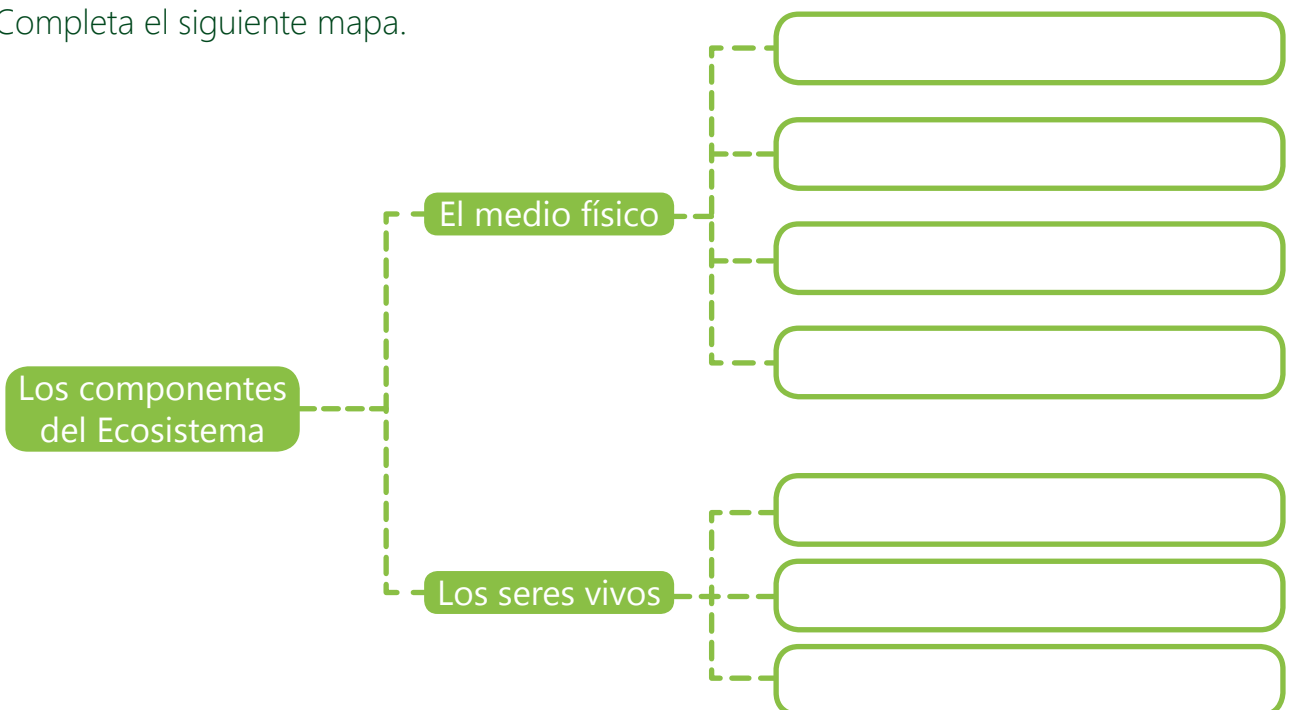 Completa el siguiente mapa.
El medio físico
Los componentes
del Ecosistema
Los seres vivos